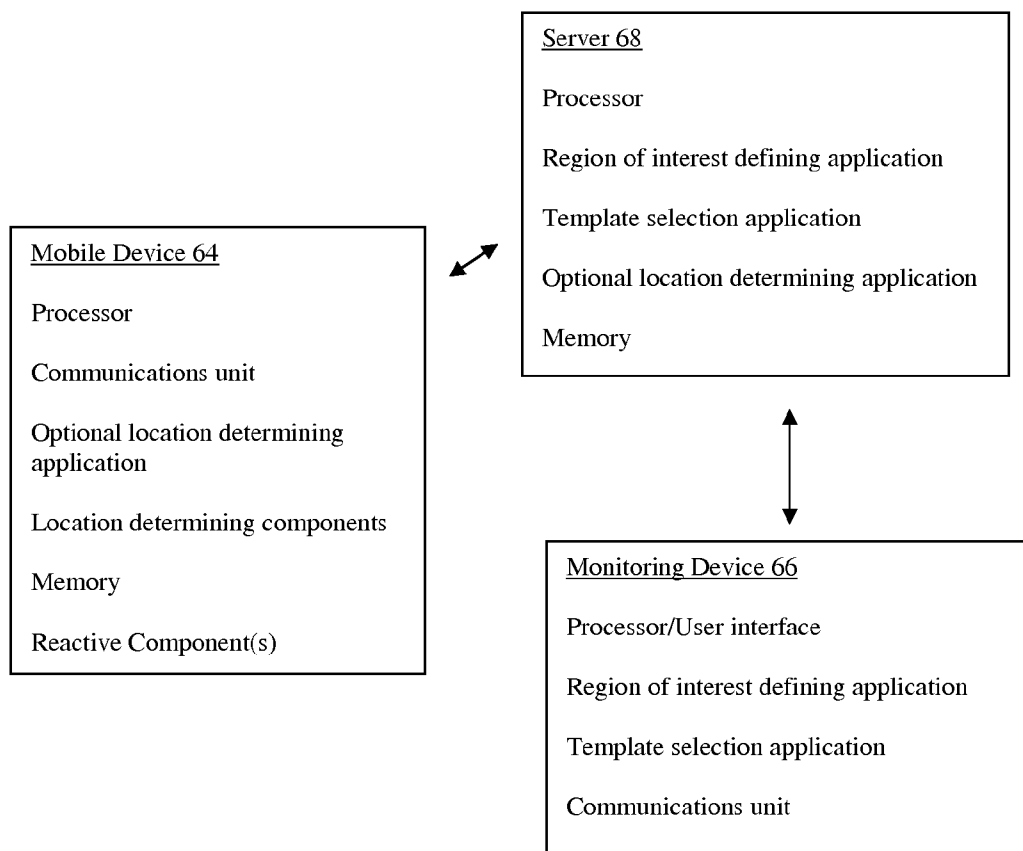 Server 68
Processor
Region of interest defining application
Template selection application
Optional location determining application
Memory
Mobile Device 64
Processor
Communications unit
Optional location determining
application
Location determining components
Memory
Reactive Component(s)
Monitoring Device 66
Processor/User interface
Region of interest defining application
Template selection application
Communications unit